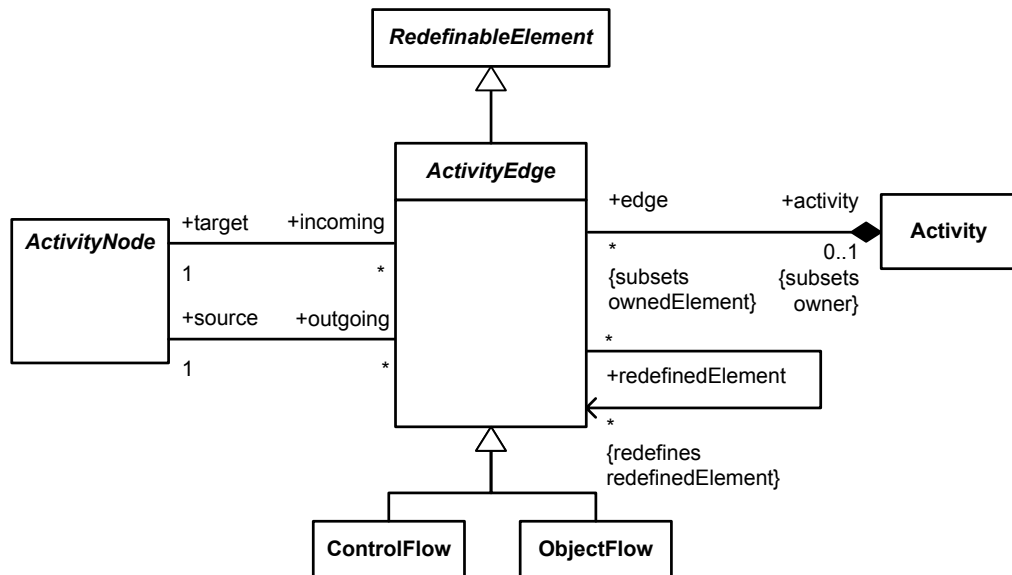 RedefinableElement
ActivityEdge
ActivityNode
+target
+incoming
1
*
+source
+outgoing
1
*
+edge
+activity
*
0..1
{subsets
ownedElement}
{subsets
owner}
Activity
*
+redefinedElement
*
{redefines
redefinedElement}
ControlFlow
ObjectFlow